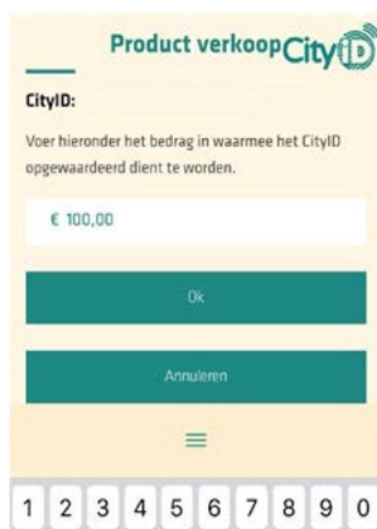 Product verkoop CityiD
CityID:
Voer hieronder het bedrag in waarmee het CityID
opgewaardeerd dient te worden.
€ 100,00
Ok
Annuleren
1 2 3 4 5 6 7 8 9 0